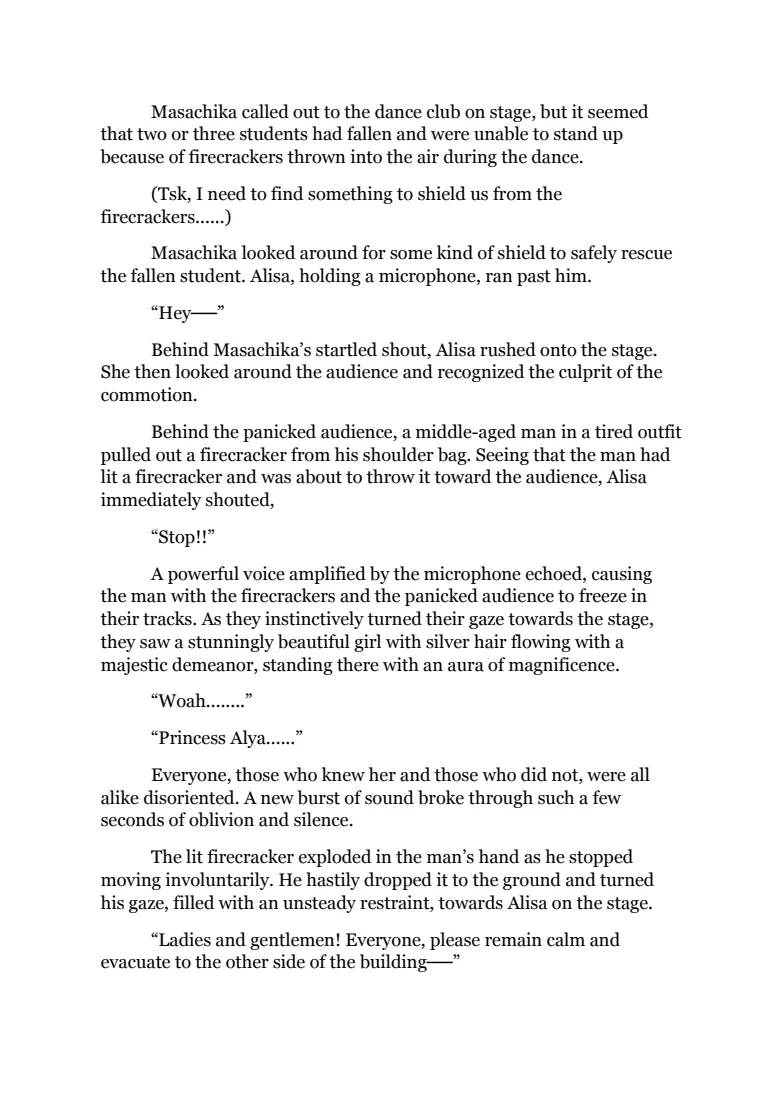 Masachika called out to the dance club on stage, but it seemed
that two or three students had fallen and were unable to stand up
because of firecrackers thrown into the air during the dance.
(Tsk, I need to find something to shield us from the
firecrackers......)
Masachika looked around for some kind of shield to safely rescue
the fallen student. Alisa, holding a microphone, ran past him.
“Hey──”
Behind Masachika’s startled shout, Alisa rushed onto the stage.
She then looked around the audience and recognized the culprit of the
commotion.
Behind the panicked audience, a middle-aged man in a tired outfit
pulled out a firecracker from his shoulder bag. Seeing that the man had
lit a firecracker and was about to throw it toward the audience, Alisa
immediately shouted,
“Stop!!”
A powerful voice amplified by the microphone echoed, causing
the man with the firecrackers and the panicked audience to freeze in
their tracks. As they instinctively turned their gaze towards the stage,
they saw a stunningly beautiful girl with silver hair flowing with a
majestic demeanor, standing there with an aura of magnificence.
“Woah........”
“Princess Alya......”
Everyone, those who knew her and those who did not, were all
alike disoriented. A new burst of sound broke through such a few
seconds of oblivion and silence.
The lit firecracker exploded in the man’s hand as he stopped
moving involuntarily. He hastily dropped it to the ground and turned
his gaze, filled with an unsteady restraint, towards Alisa on the stage.
“Ladies and gentlemen! Everyone, please remain calm and
evacuate to the other side of the building──”